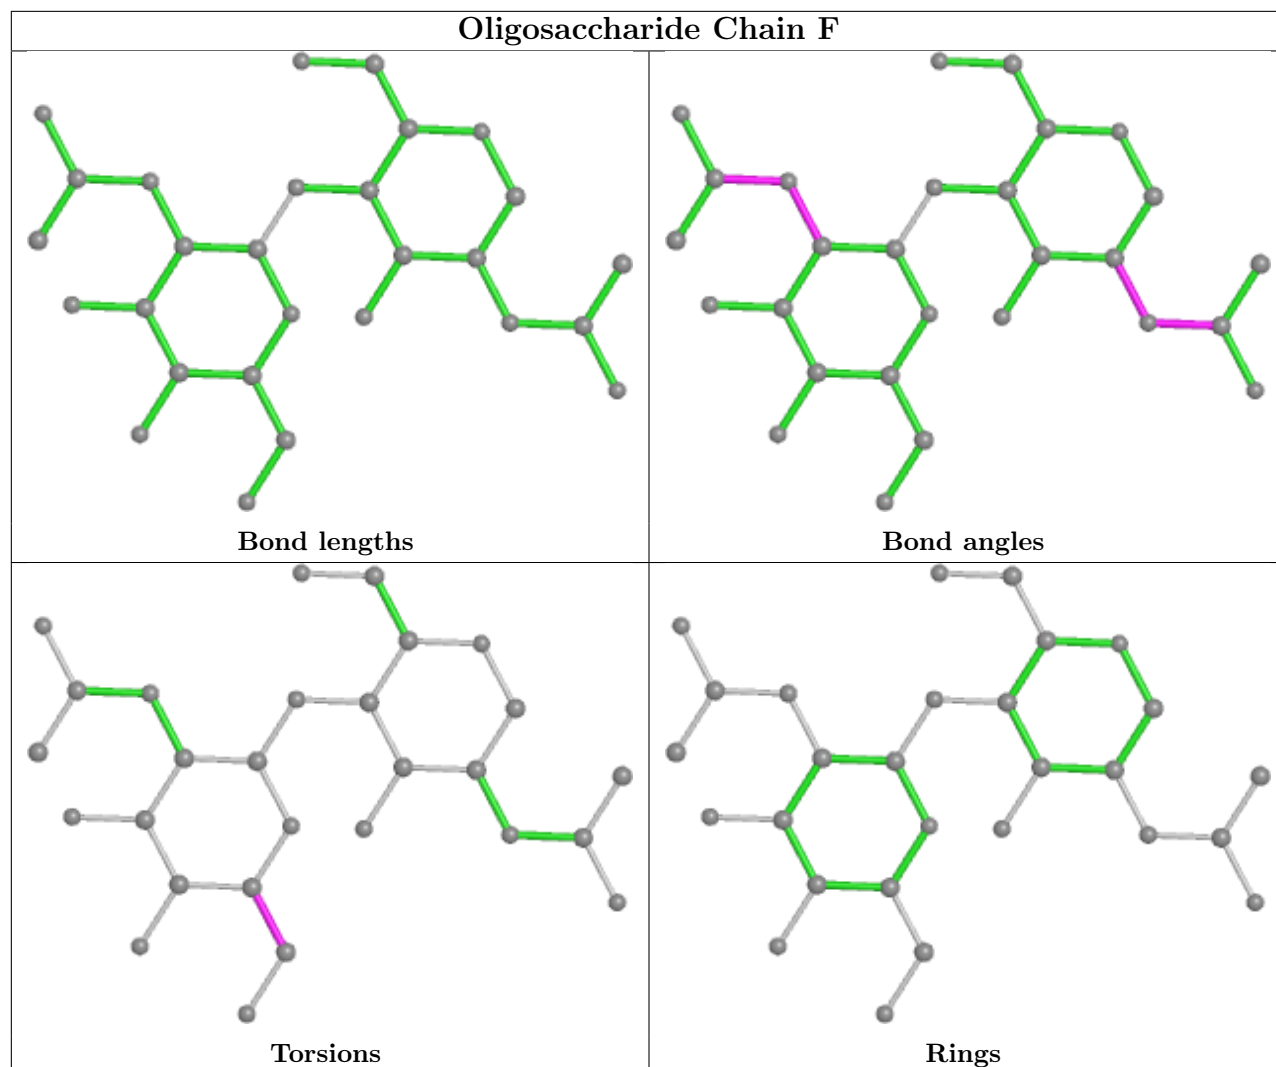 Oligosaccharide Chain F
Bond lengths
Bond angles
Torsions
Rings